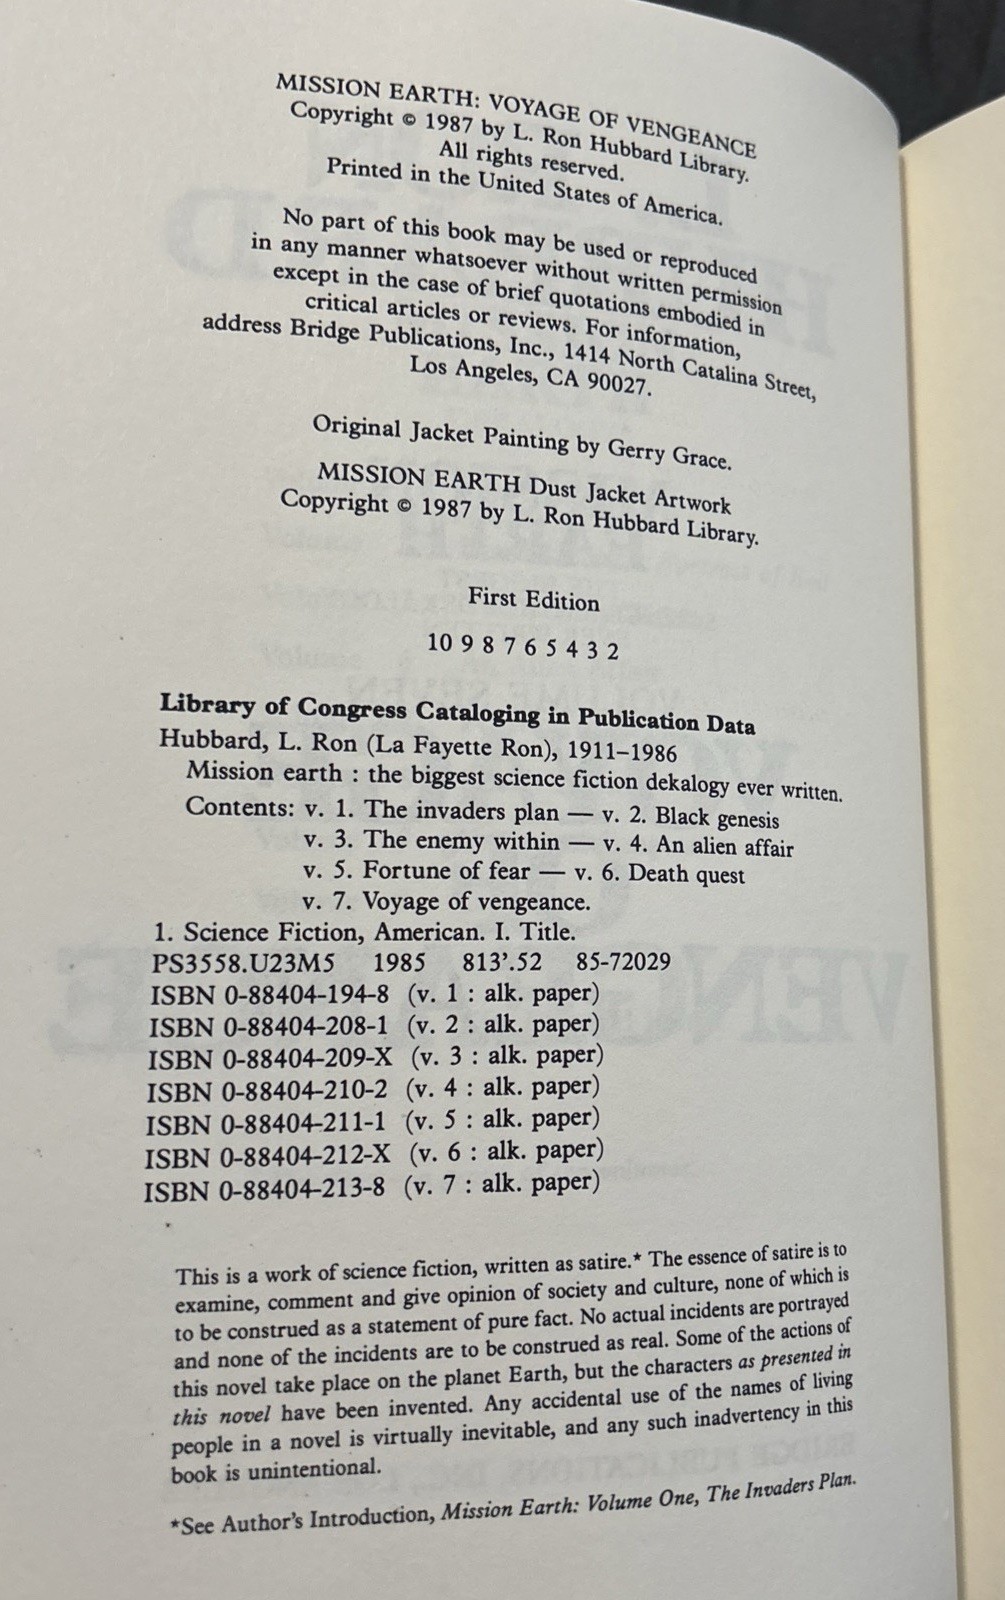 MISSION EARTH: VOYAGE OF VENGEANCE
Copyright © 1987 by L. Ron Hubbard Library.
All rights reserved.
Printed in the United States of America.
No part of this book may be used or reproduced
in any manner whatsoever without written permission
except in the case of brief quotations embodied in
critical articles or reviews. For information,
address Bridge Publications, Inc., 1414 North Catalina Street,
Los Angeles, CA 90027.
Original Jacket Painting by Gerry Grace.
MISSION EARTH Dust Jacket Artwork
Copyright © 1987 by L. Ron Hubbard Library.
First Edition
10 9 8 7 6 5 4 3 2
Library of Congress Cataloging in Publication Data
Hubbard, L. Ron (La Fayette Ron), 1911–1986
Mission earth : the biggest science fiction dekalogy ever written.
Contents: v. 1. The invaders plan — v. 2. Black genesis
v. 3. The enemy within — v. 4. An alien affair
v. 5. Fortune of fear — v. 6. Death quest
v. 7. Voyage of vengeance.
1. Science Fiction, American. I. Title.
PS3558.U23M5 1985 813'.52 85-72029
ISBN 0-88404-194-8 (v. 1 : alk. paper)
ISBN 0-88404-208-1 (v. 2 : alk. paper)
ISBN 0-88404-209-X (v. 3 : alk. paper)
ISBN 0-88404-210-2 (v. 4 : alk. paper)
ISBN 0-88404-211-1 (v. 5 : alk. paper)
ISBN 0-88404-212-X (v. 6 : alk. paper)
ISBN 0-88404-213-8 (v. 7 : alk. paper)
This is a work of science fiction, written as satire.* The essence of satire is to
examine, comment and give opinion of society and culture, none of which is
to be construed as a statement of pure fact. No actual incidents are portrayed
and none of the incidents are to be construed as real. Some of the actions of
this novel take place on the planet Earth, but the characters as presented in
this novel have been invented. Any accidental use of the names of living
people in a novel is virtually inevitable, and any such inadvertency in this
book is unintentional.
*See Author's Introduction, Mission Earth: Volume One, The Invaders Plan.